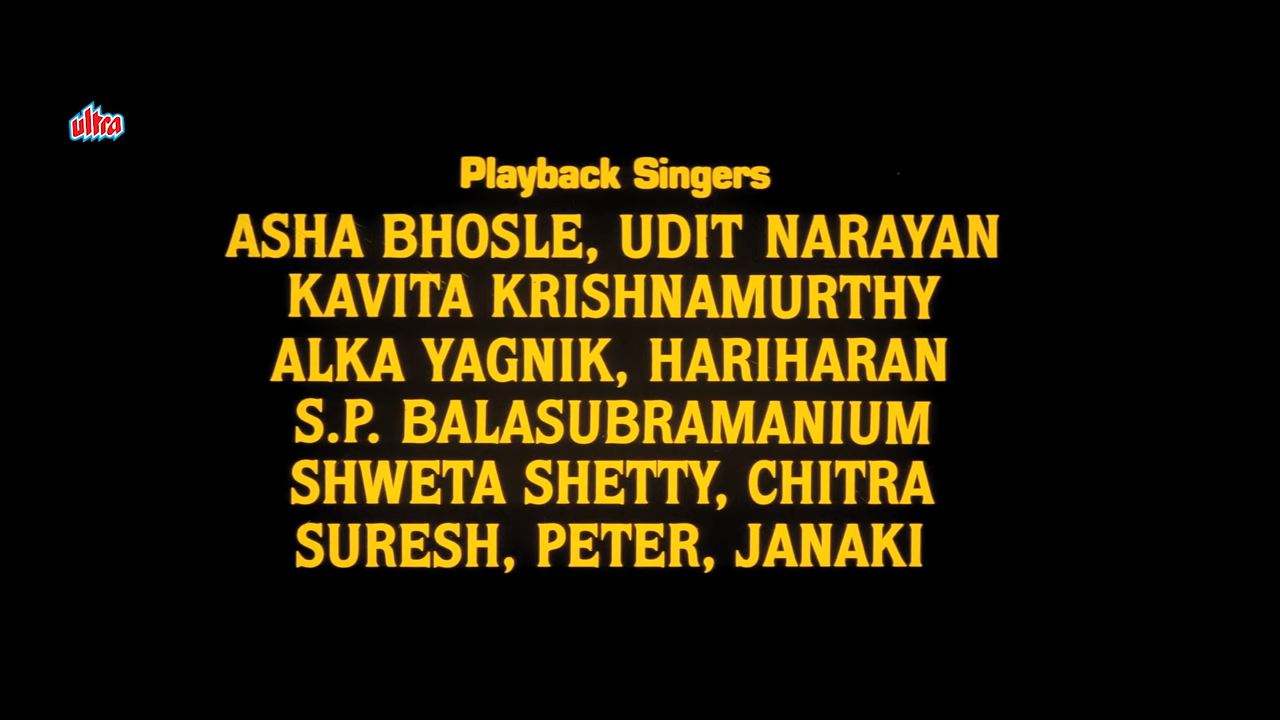 ultra
Playback Singers
ASHA BHOSLE, UDIT NARAYAN
KAVITA KRISHNAMURTHY
ALKA YAGNIK, HARIHARAN
S.P. BALASUBRAMANIUM
SHWETA SHETTY, CHITRA
SURESH, PETER, JANAKI